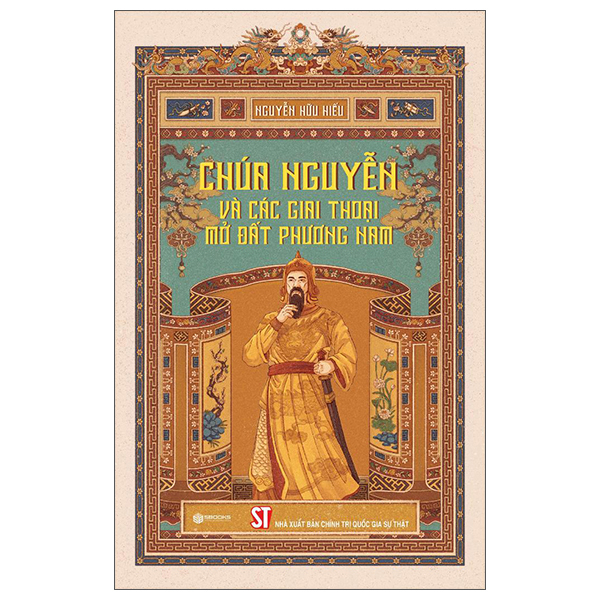 NGUYỄN HỮU HIẾU
CHÚA NGUYỄN
VÀ CÁC GIAI THOẠI
MỞ ĐẤT PHƯƠNG NAM
SBOOKS
ST
NHÀ XUẤT BẢN CHÍNH TRỊ QUỐC GIA SỰ THẬT